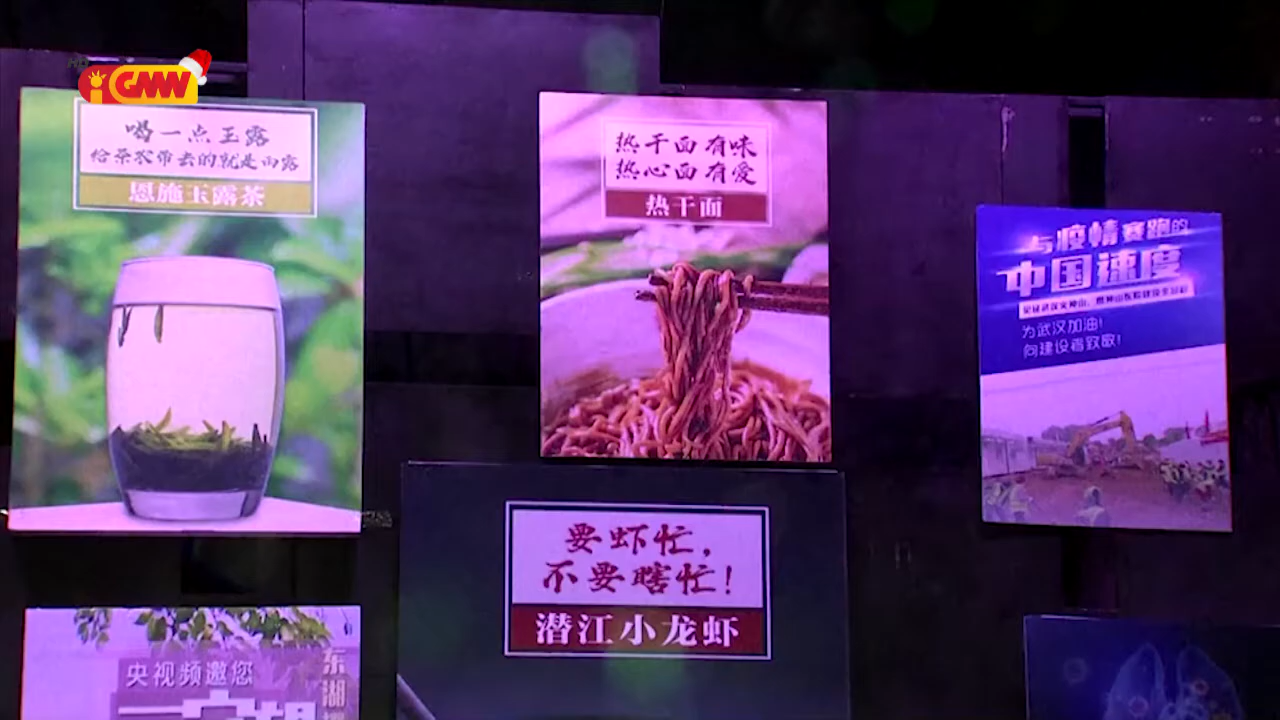 iGMW
喝一点玉露
给茶农带去的就是雨露
恩施玉露茶
热干面有味
热心面有爱
热干面
与疫情赛跑的
中国速度
为武汉加油!
向建设者致敬!
要虾忙,
不要瞎忙!
潜江小龙虾
央视频邀您
东湖